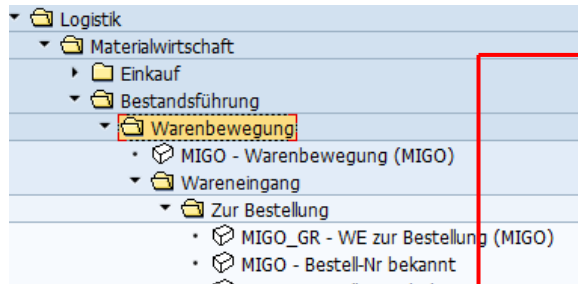 Logistik
Materialwirtschaft
Einkauf
Bestandsführung
Warenbewegung
MIGO - Warenbewegung (MIGO)
Wareneingang
Zur Bestellung
MIGO_GR - WE zur Bestellung (MIGO)
MIGO - Bestell-Nr bekannt